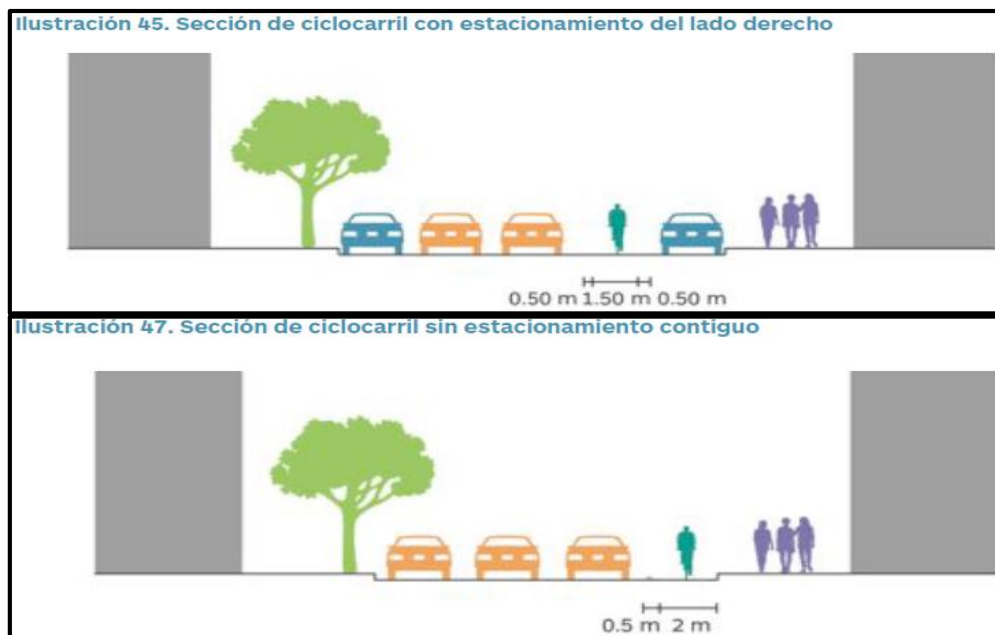 Ilustración 45. Sección de ciclocarril con estacionamiento del lado derecho
0.50 m 1.50 m 0.50 m
Ilustración 47. Sección de ciclocarril sin estacionamiento contiguo
0.5 m 2 m